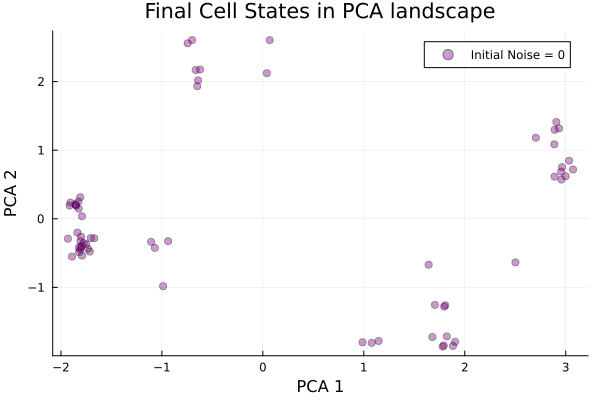 Final Cell States in PCA landscape
Initial Noise = 0
PCA 2
2
1
0
−1
−2
−1
0
1
2
3
PCA 1